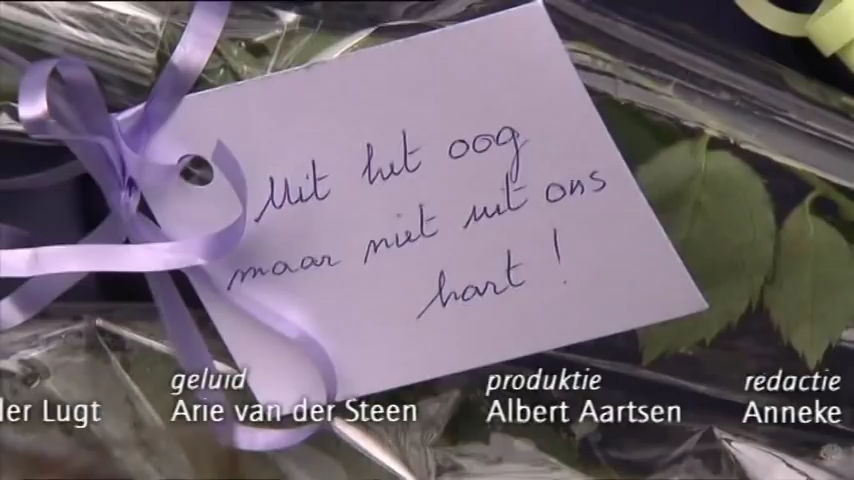 Uit het oog
maar niet uit ons
hart !
geluid
produktie
redactie
der Lugt
Arie van der Steen
Albert Aartsen
Anneke